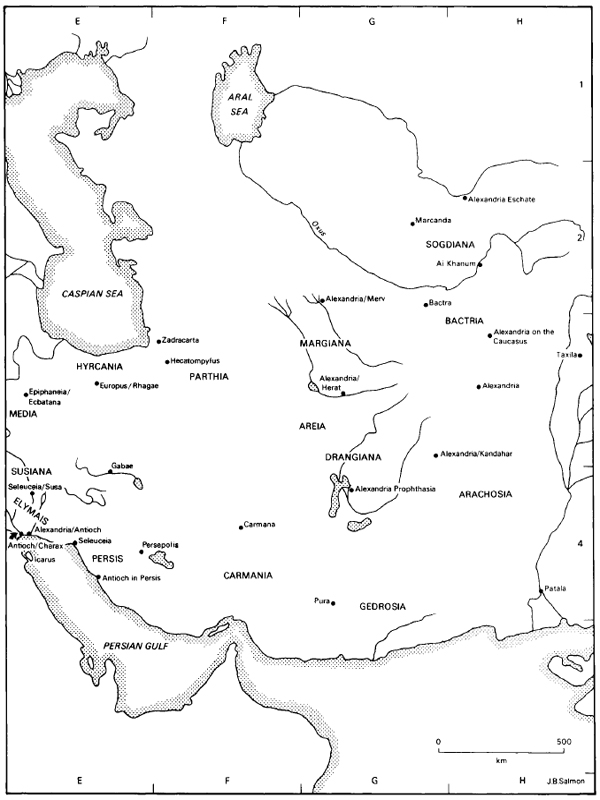 E
F
G
H
ARAL
SEA
1
Alexandria Eschate
Marcanda
Oxus
SOGDIANA
2
Ai Khanum
CASPIAN SEA
Alexandria/Merv
Bactra
BACTRIA
Alexandria on the
Caucasus
Zadracarta
MARGIANA
Taxila
Hecatompylus
HYRCANIA
PARTHIA
Europus/Rhagae
Alexandria/
Herat
Alexandria
Epiphaneia/
Ecbatana
MEDIA
AREIA
Alexandria/Kandahar
DRANGIANA
Gabae
SUSIANA
Seleuceia/Susa
Alexandria Prophthasia
ARACHOSIA
ELYMAIS
Alexandria/Antioch
Carmana
Seleuceia
4
Antioch/Charax
Icarus
Persepolis
PERSIS
Antioch in Persis
CARMANIA
Patala
Pura
GEDROSIA
PERSIAN GULF
0
500
km
E
F
G
H
J.B Salmon